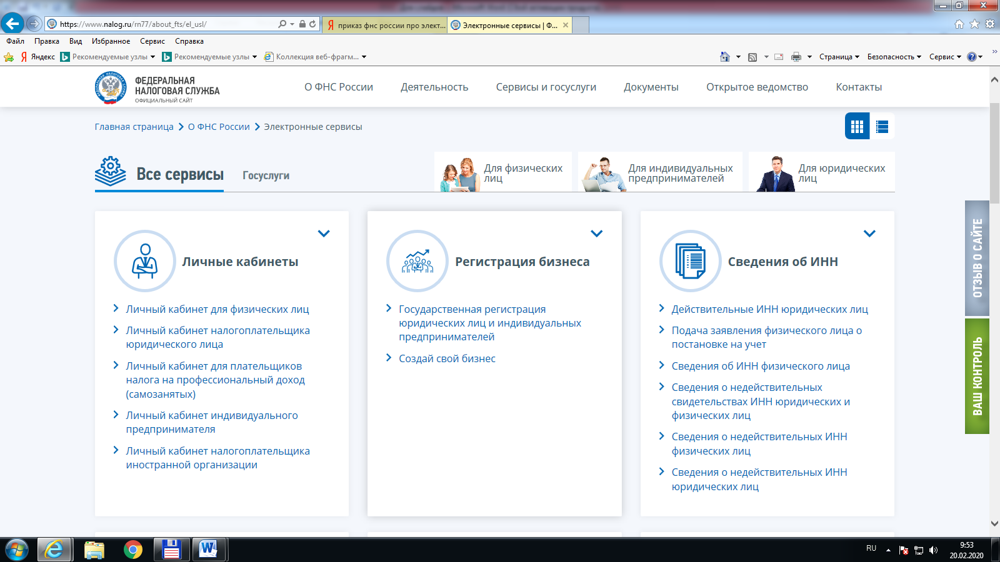 https://www.nalog.ru/rn77/about_fts/el_usl/
приказ фнс россии про элект...
Электронные сервисы | Ф...
Файл Правка Вид Избранное Сервис Справка
Яндекс Рекомендуемые узлы Рекомендуемые узлы Коллекция веб-фрагм... Страница Безопасность Сервис
ФЕДЕРАЛЬНАЯ
НАЛОГОВАЯ СЛУЖБА
ОФИЦИАЛЬНЫЙ САЙТ
О ФНС России Деятельность Сервисы и госуслуги Документы Открытое ведомство Контакты
Главная страница О ФНС России Электронные сервисы
Все сервисы Госуслуги
Для физических
лиц
Для индивидуальных
предпринимателей
Для юридических
лиц
Личные кабинеты
Личный кабинет для физических лиц
Личный кабинет налогоплательщика
юридического лица
Личный кабинет для плательщиков
налога на профессиональный доход
(самозанятых)
Личный кабинет индивидуального
предпринимателя
Личный кабинет налогоплательщика
иностранной организации
Регистрация бизнеса
Государственная регистрация
юридических лиц и индивидуальных
предпринимателей
Создай свой бизнес
Сведения об ИНН
Действительные ИНН юридических лиц
Подача заявления физического лица о
постановке на учет
Сведения об ИНН физического лица
Сведения о недействительных
свидетельствах ИНН юридических и
физических лиц
Сведения о недействительных ИНН
физических лиц
Сведения о недействительных ИНН
юридических лиц
ОТЗЫВ О САЙТЕ
ВАШ КОНТРОЛЬ
RU
9:53
20.02.2020